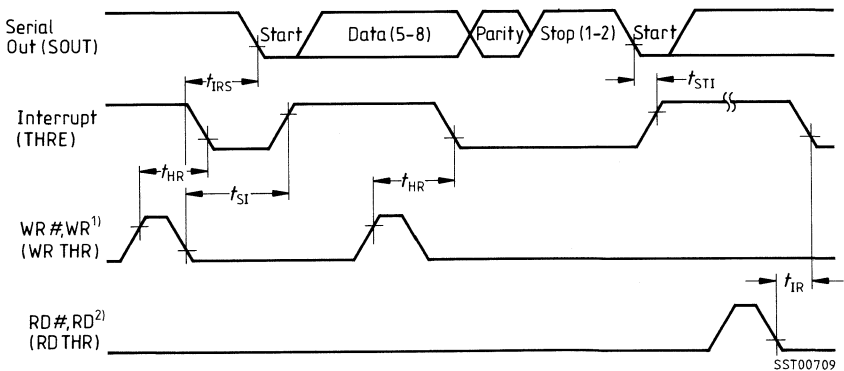 Serial
Out (SOUT)
Start
Data (5-8)
Parity
Stop (1-2)
Start
tIRS
tSTI
Interrupt
(THRE)
tHR
tSI
tHR
WR #, WR1)
(WR THR)
tIR
RD #, RD2)
(RD THR)
SST00709